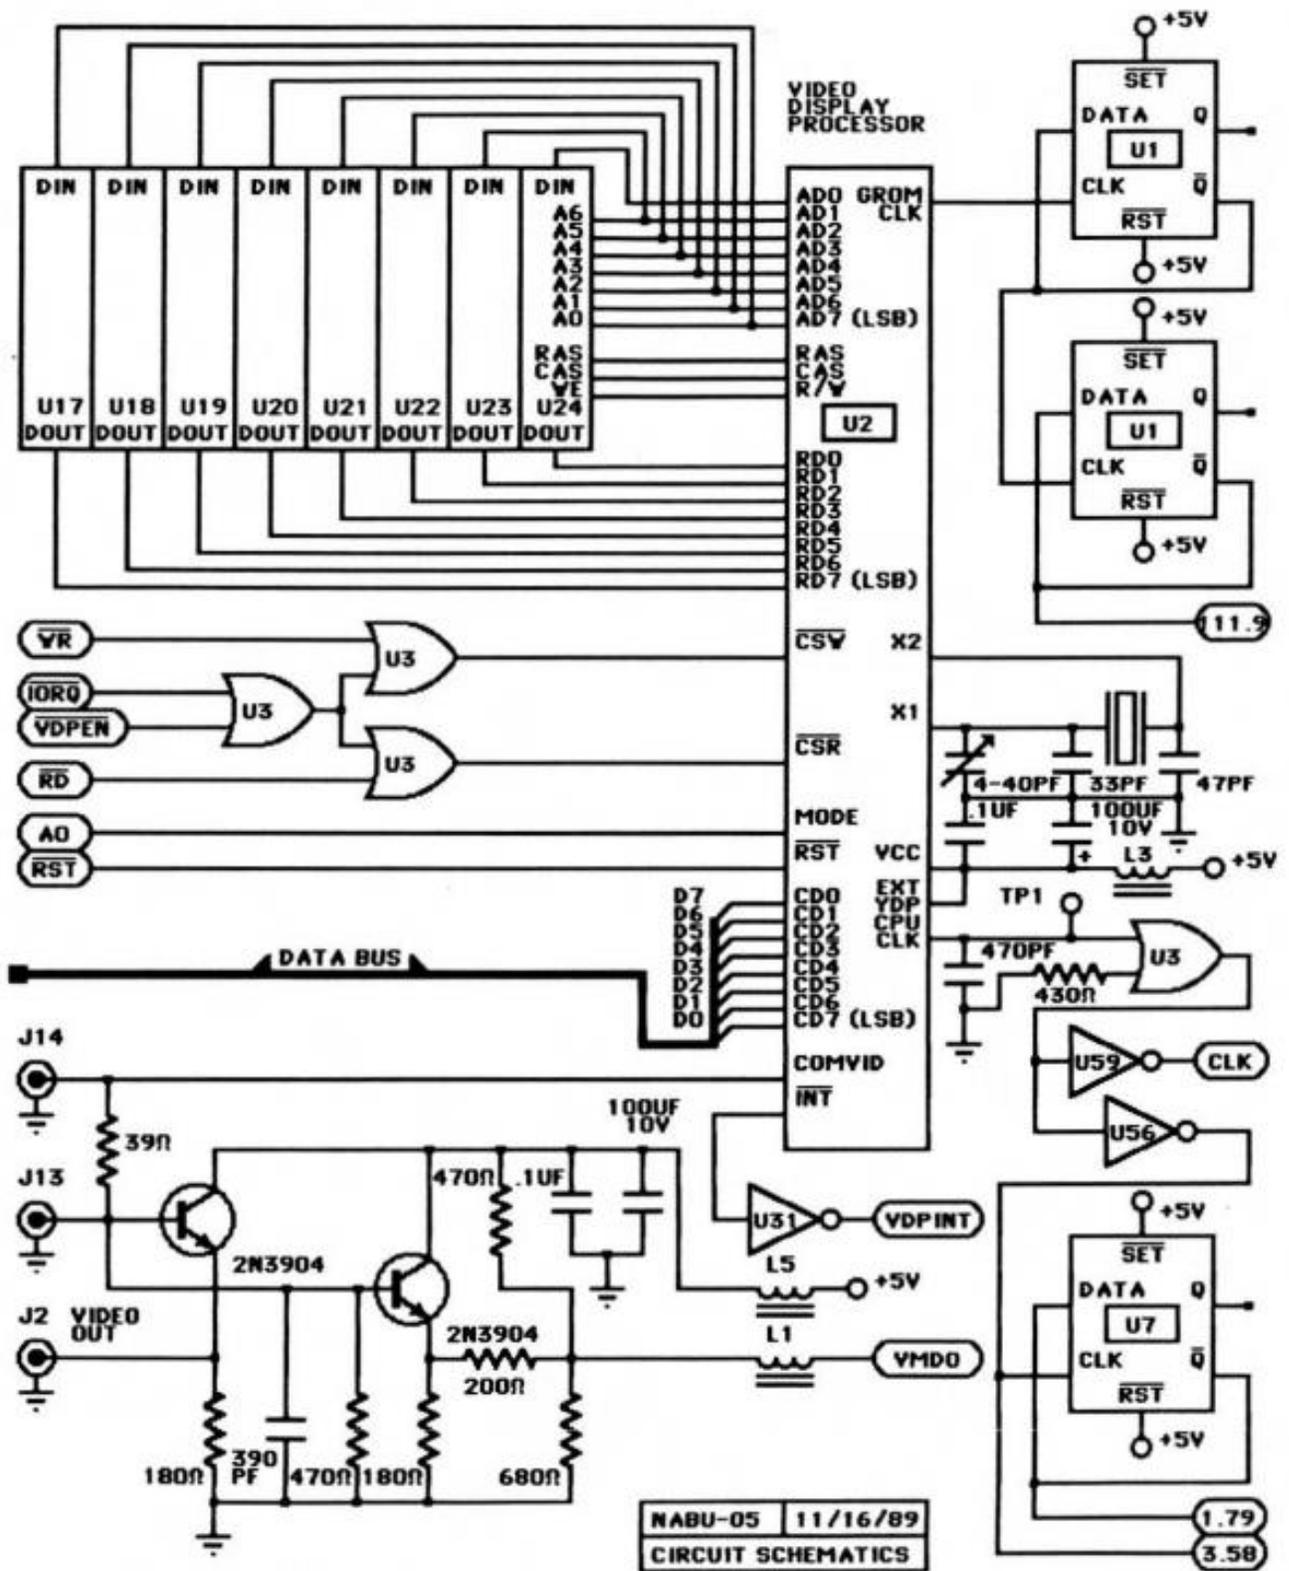 +5V
SET
DATA Q
U1
CLK Q
RST
+5V
VIDEO
DISPLAY
PROCESSOR
DIN DIN DIN DIN DIN DIN DIN DIN
A6
A5
A4
A3
A2
A1
A0
RAS
CAS
WE
U17 U18 U19 U20 U21 U22 U23 U24
DOUT DOUT DOUT DOUT DOUT DOUT DOUT DOUT
AD0 GROM
AD1 CLK
AD2
AD3
AD4
AD5
AD6
AD7 (LSB)
RAS
CAS
R/W
U2
RD0
RD1
RD2
RD3
RD4
RD5
RD6
RD7 (LSB)
+5V
SET
DATA Q
U1
CLK Q
RST
+5V
111.9
WR
IORQ
VDPEN
RD
A0
RST
U3
U3
U3
CSW X2
X1
CSR
MODE
RST VCC
EXT
VDP
CPU
CLK
CD0
CD1
CD2
CD3
CD4
CD5
CD6
CD7 (LSB)
COMVID
INT
4-40PF 33PF 47PF
.1UF 100UF
10V
+ L3 +5V
TP1
470PF
430Ω
U3
D7
D6
D5
D4
D3
D2
D1
D0
DATA BUS
U59 CLK
U56
J14
39Ω
J13
2N3904
J2 VIDEO
OUT
100UF
10V
470Ω .1UF
U31 VDPINT
L5 +5V
2N3904
200Ω
L1 VMDO
180Ω 390
PF 470Ω 180Ω 680Ω
+5V
SET
DATA Q
U7
CLK Q
RST
+5V
1.79
3.58
NABU-05 11/16/89
CIRCUIT SCHEMATICS